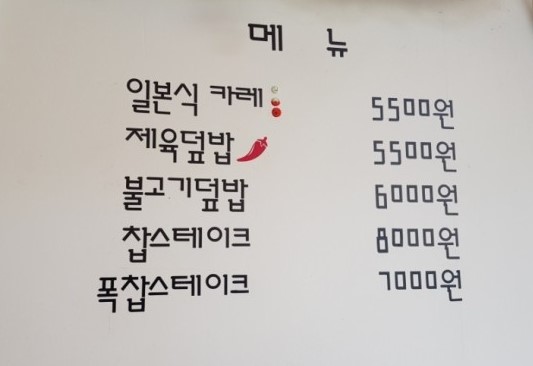 메 뉴
일본식 카레 5500원
제육덮밥 5500원
불고기덮밥 6000원
찹스테이크 8000원
폭찹스테이크 7000원